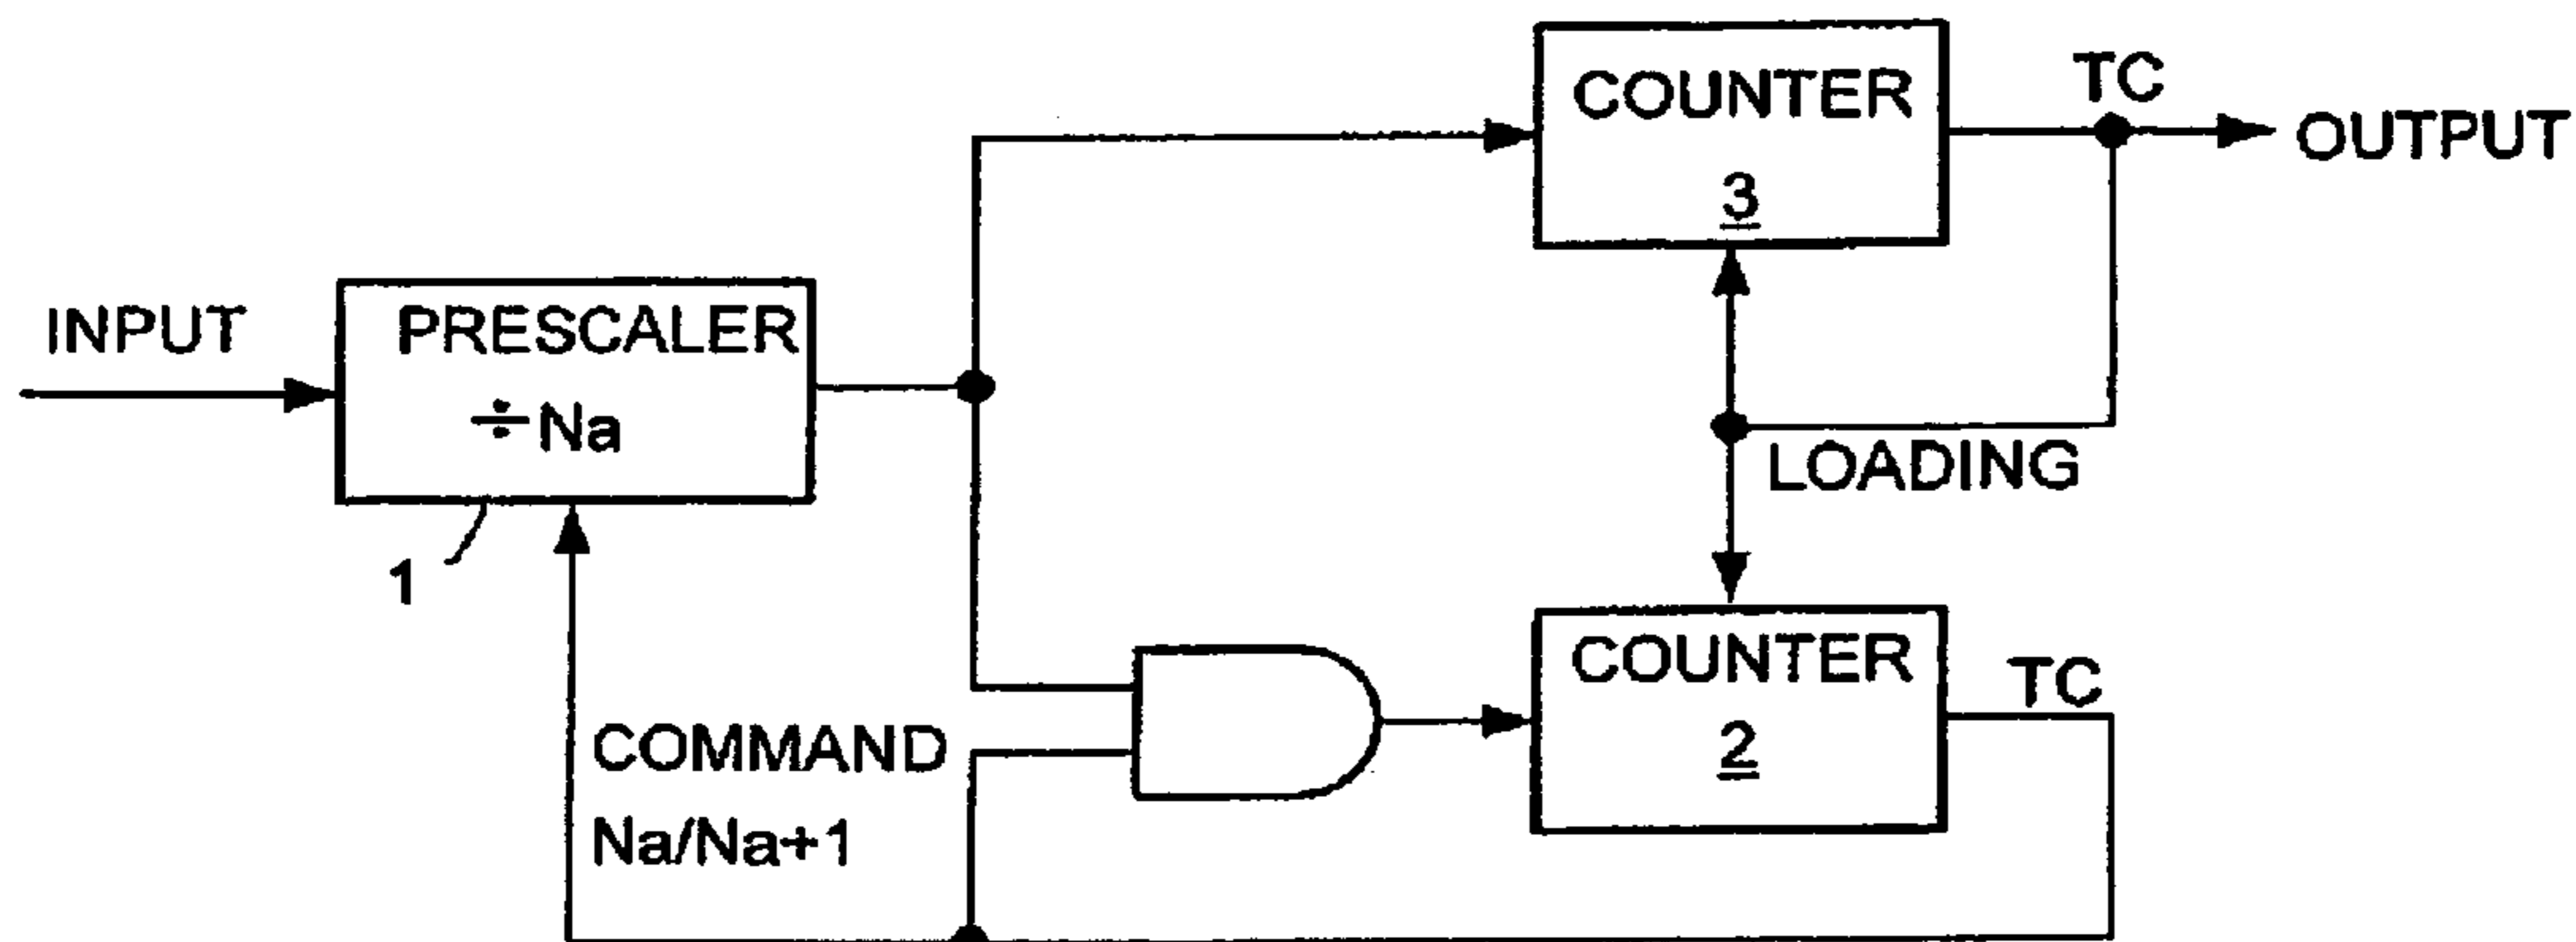 COUNTER
3
TC
OUTPUT
INPUT
PRESCALER
÷Na
1
LOADING
COUNTER
2
TC
COMMAND
Na/Na+1